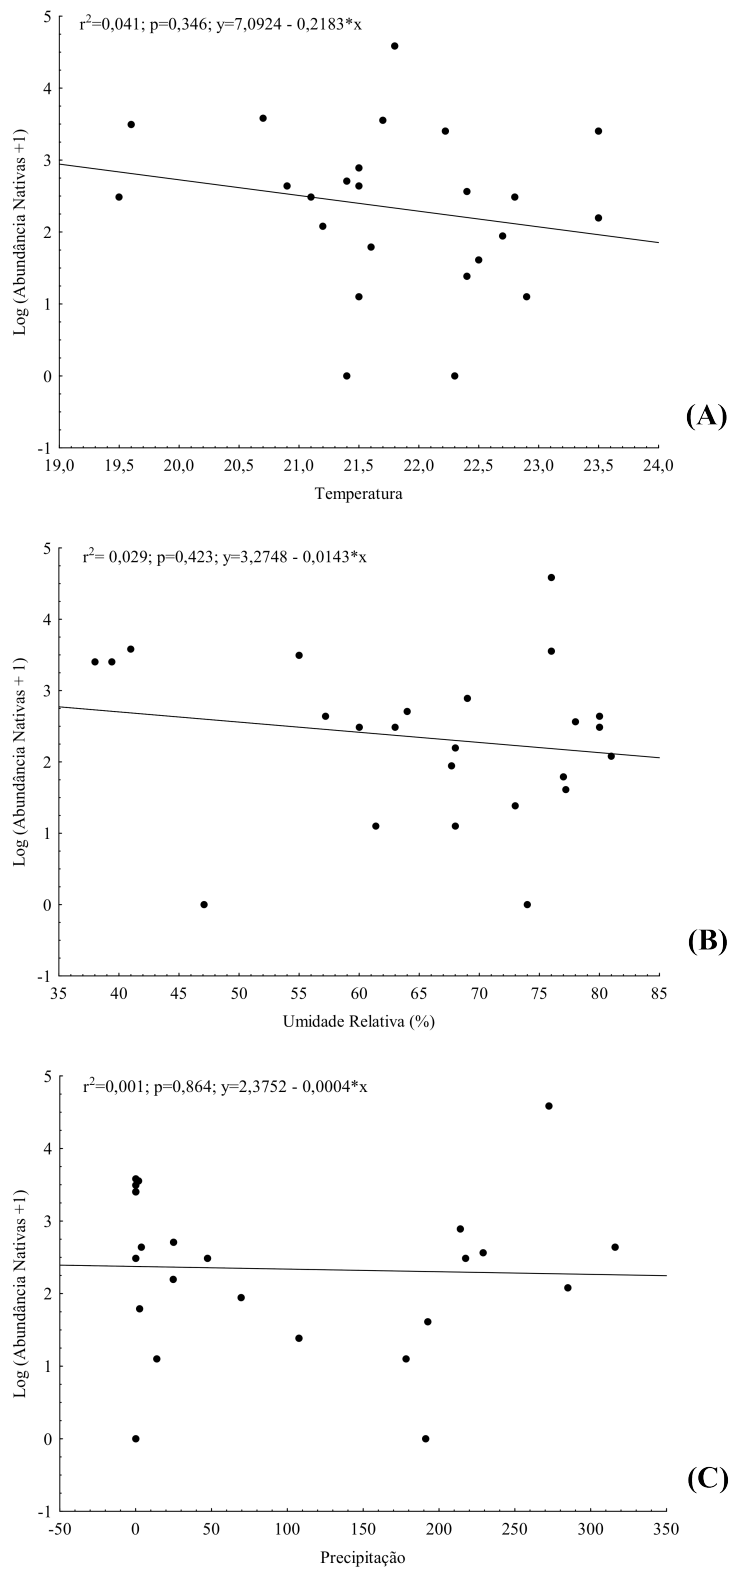 r²=0,041; p=0,346; y=7,0924 - 0,2183*x
5
4
3
2
1
0
-1
Log (Abundância Nativas +1)
19,0 19,5 20,0 20,5 21,0 21,5 22,0 22,5 23,0 23,5 24,0
Temperatura
(A)
r²= 0,029; p=0,423; y=3,2748 - 0,0143*x
5
4
3
2
1
0
-1
Log (Abundância Nativas + 1)
35 40 45 50 55 60 65 70 75 80 85
Umidade Relativa (%)
(B)
r²=0,001; p=0,864; y=2,3752 - 0,0004*x
5
4
3
2
1
0
-1
Log (Abundância Nativas +1)
-50 0 50 100 150 200 250 300 350
Precipitação
(C)